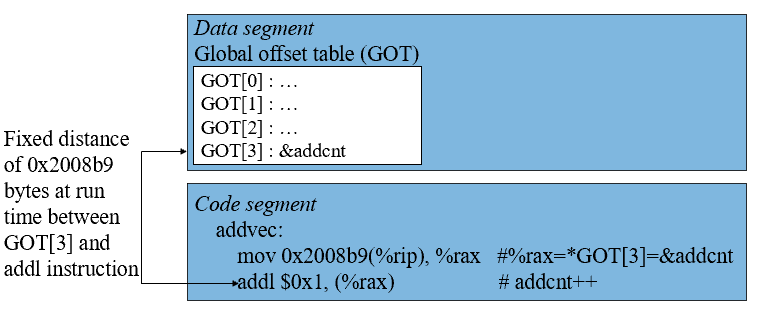 Data segment
Global offset table (GOT)
GOT[0] : …
GOT[1] : …
GOT[2] : …
GOT[3] : &addcnt
Fixed distance
of 0x2008b9
bytes at run
time between
GOT[3] and
addl instruction
Code segment
addvec:
mov 0x2008b9(%rip), %rax #%rax=*GOT[3]=&addcnt
addl $0x1, (%rax) # addcnt++